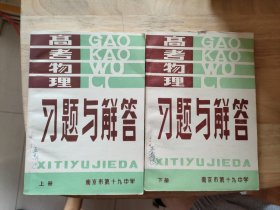 高 GAO
考 KAO
物 WU
理 LI
习题与解答
XITIYUJIEDA
上册 南京市第十九中学
高 GAO
考 KAO
物 WU
理 LI
习题与解答
XITIYUJIEDA
下册 南京市第十九中学